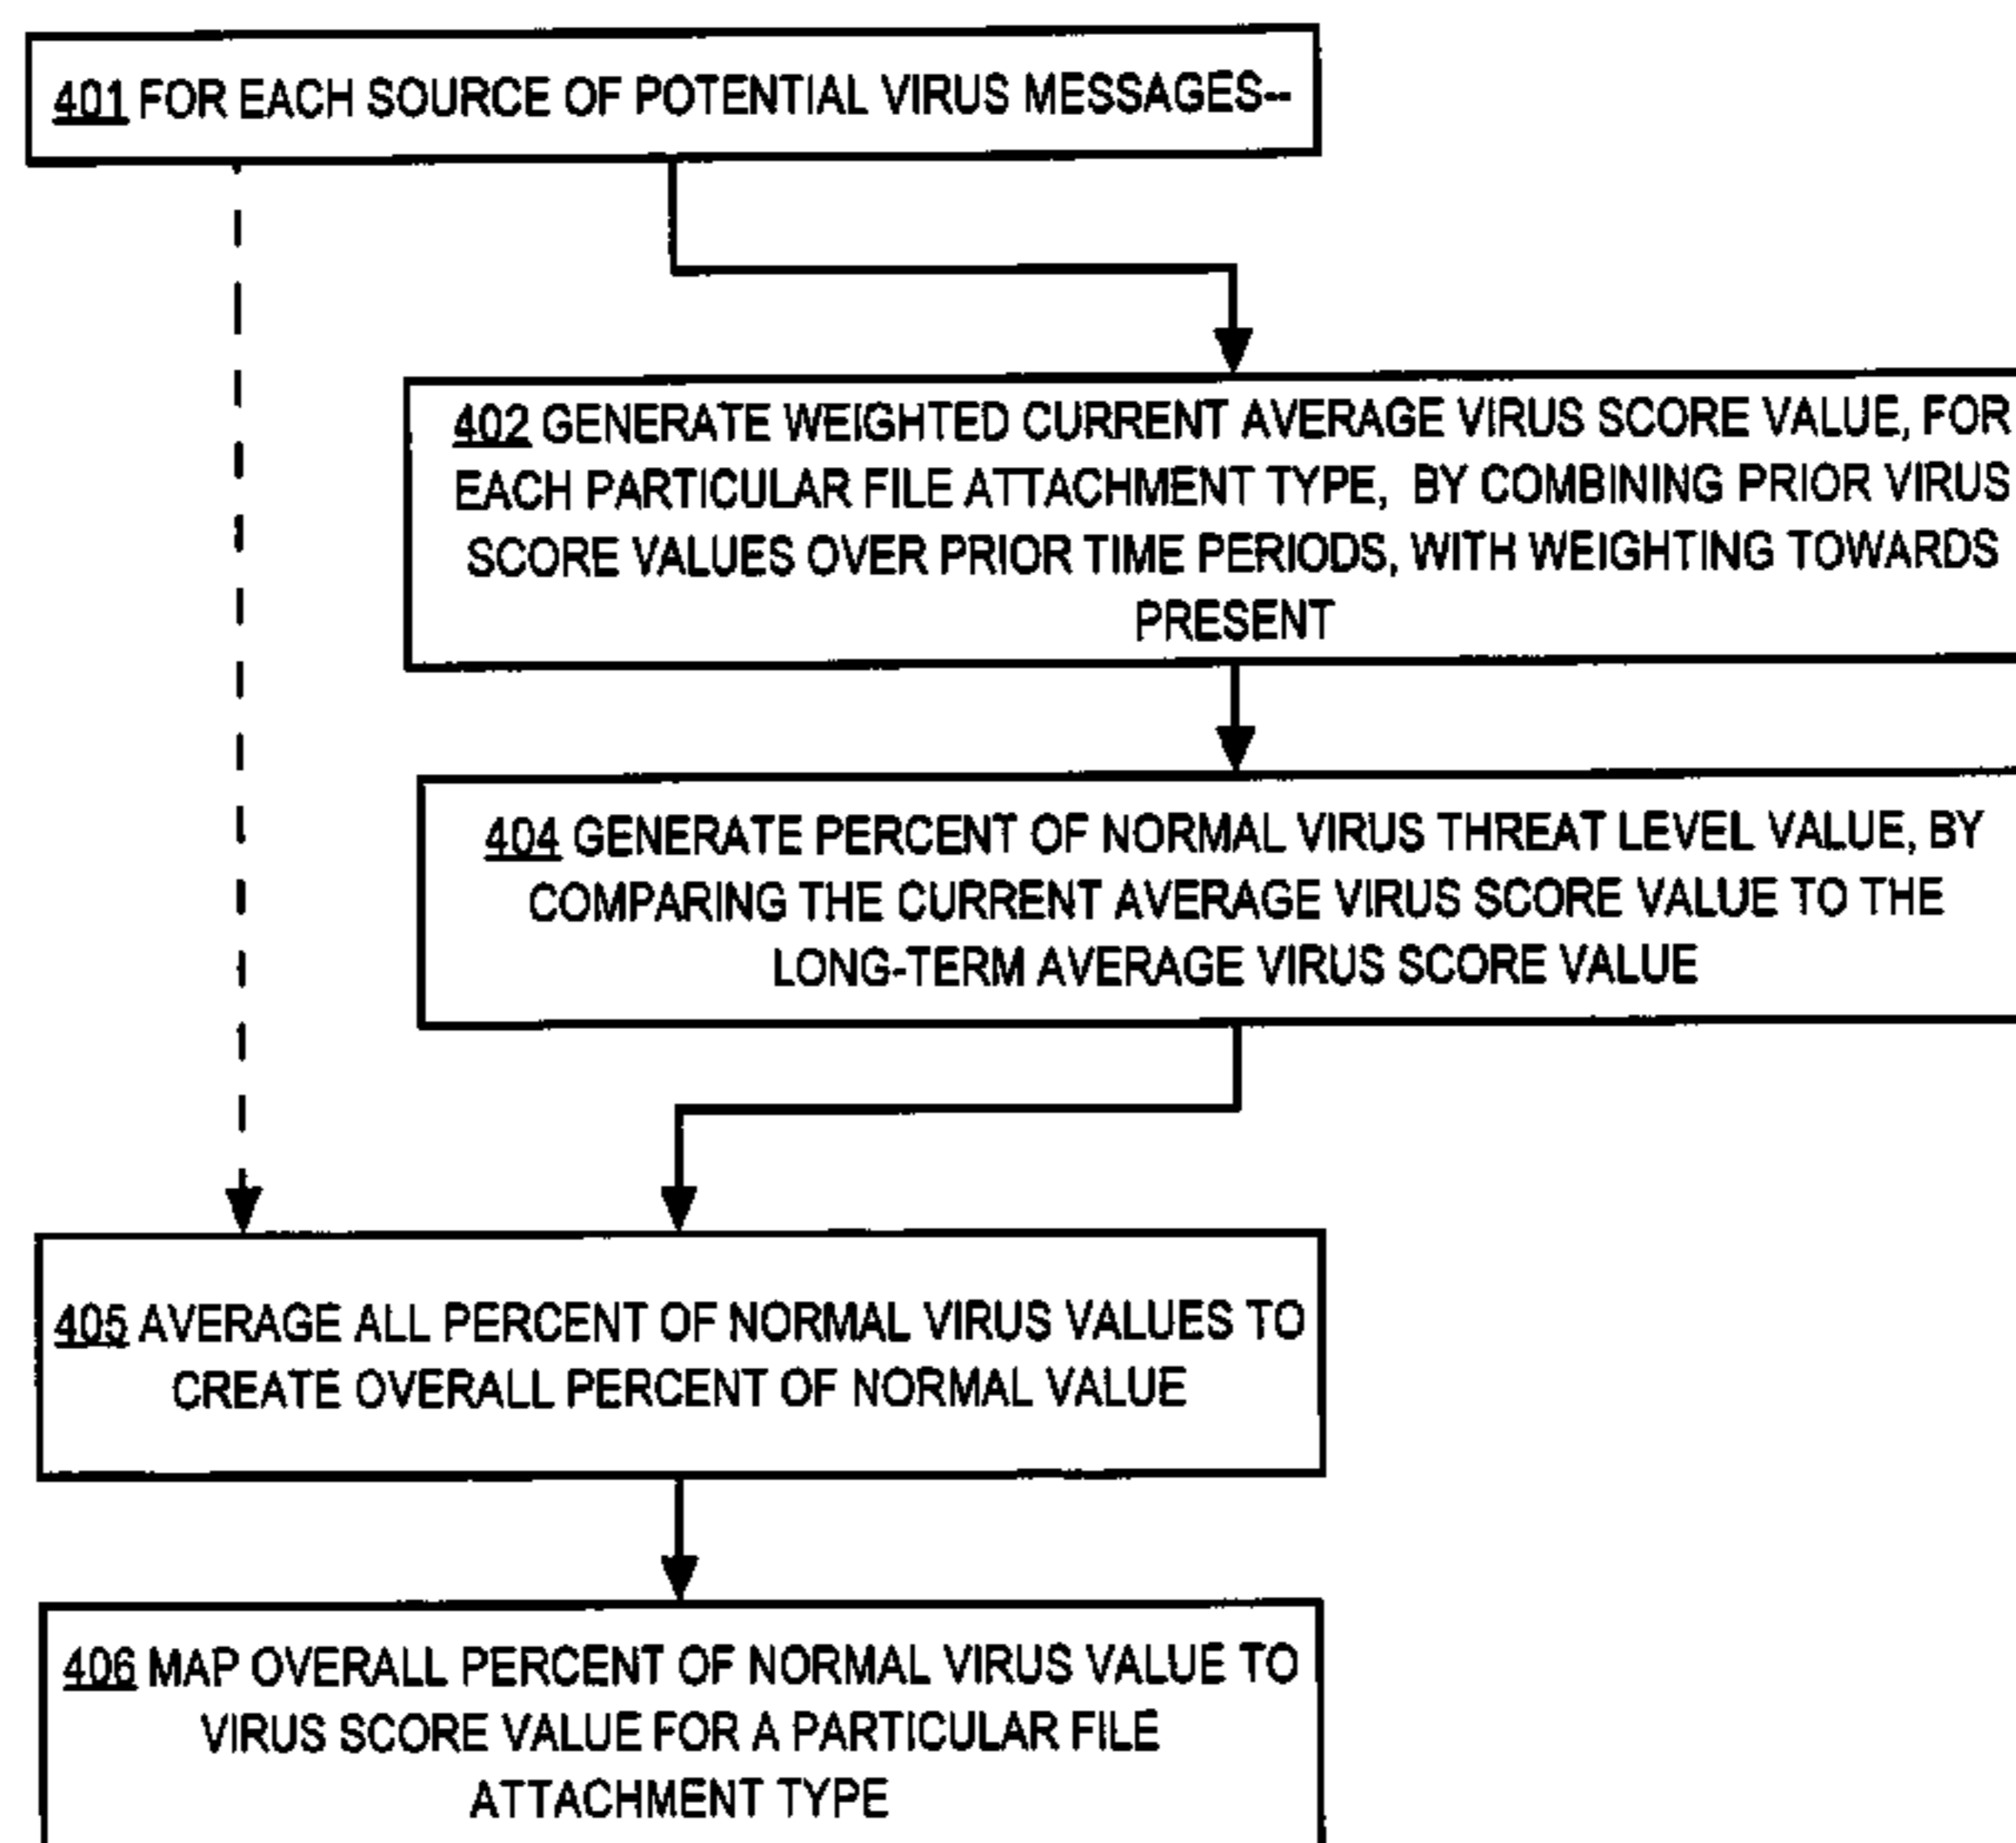 401 FOR EACH SOURCE OF POTENTIAL VIRUS MESSAGES--
402 GENERATE WEIGHTED CURRENT AVERAGE VIRUS SCORE VALUE, FOR
EACH PARTICULAR FILE ATTACHMENT TYPE, BY COMBINING PRIOR VIRUS
SCORE VALUES OVER PRIOR TIME PERIODS, WITH WEIGHTING TOWARDS
PRESENT
404 GENERATE PERCENT OF NORMAL VIRUS THREAT LEVEL VALUE, BY
COMPARING THE CURRENT AVERAGE VIRUS SCORE VALUE TO THE
LONG-TERM AVERAGE VIRUS SCORE VALUE
405 AVERAGE ALL PERCENT OF NORMAL VIRUS VALUES TO
CREATE OVERALL PERCENT OF NORMAL VALUE
406 MAP OVERALL PERCENT OF NORMAL VIRUS VALUE TO
VIRUS SCORE VALUE FOR A PARTICULAR FILE
ATTACHMENT TYPE